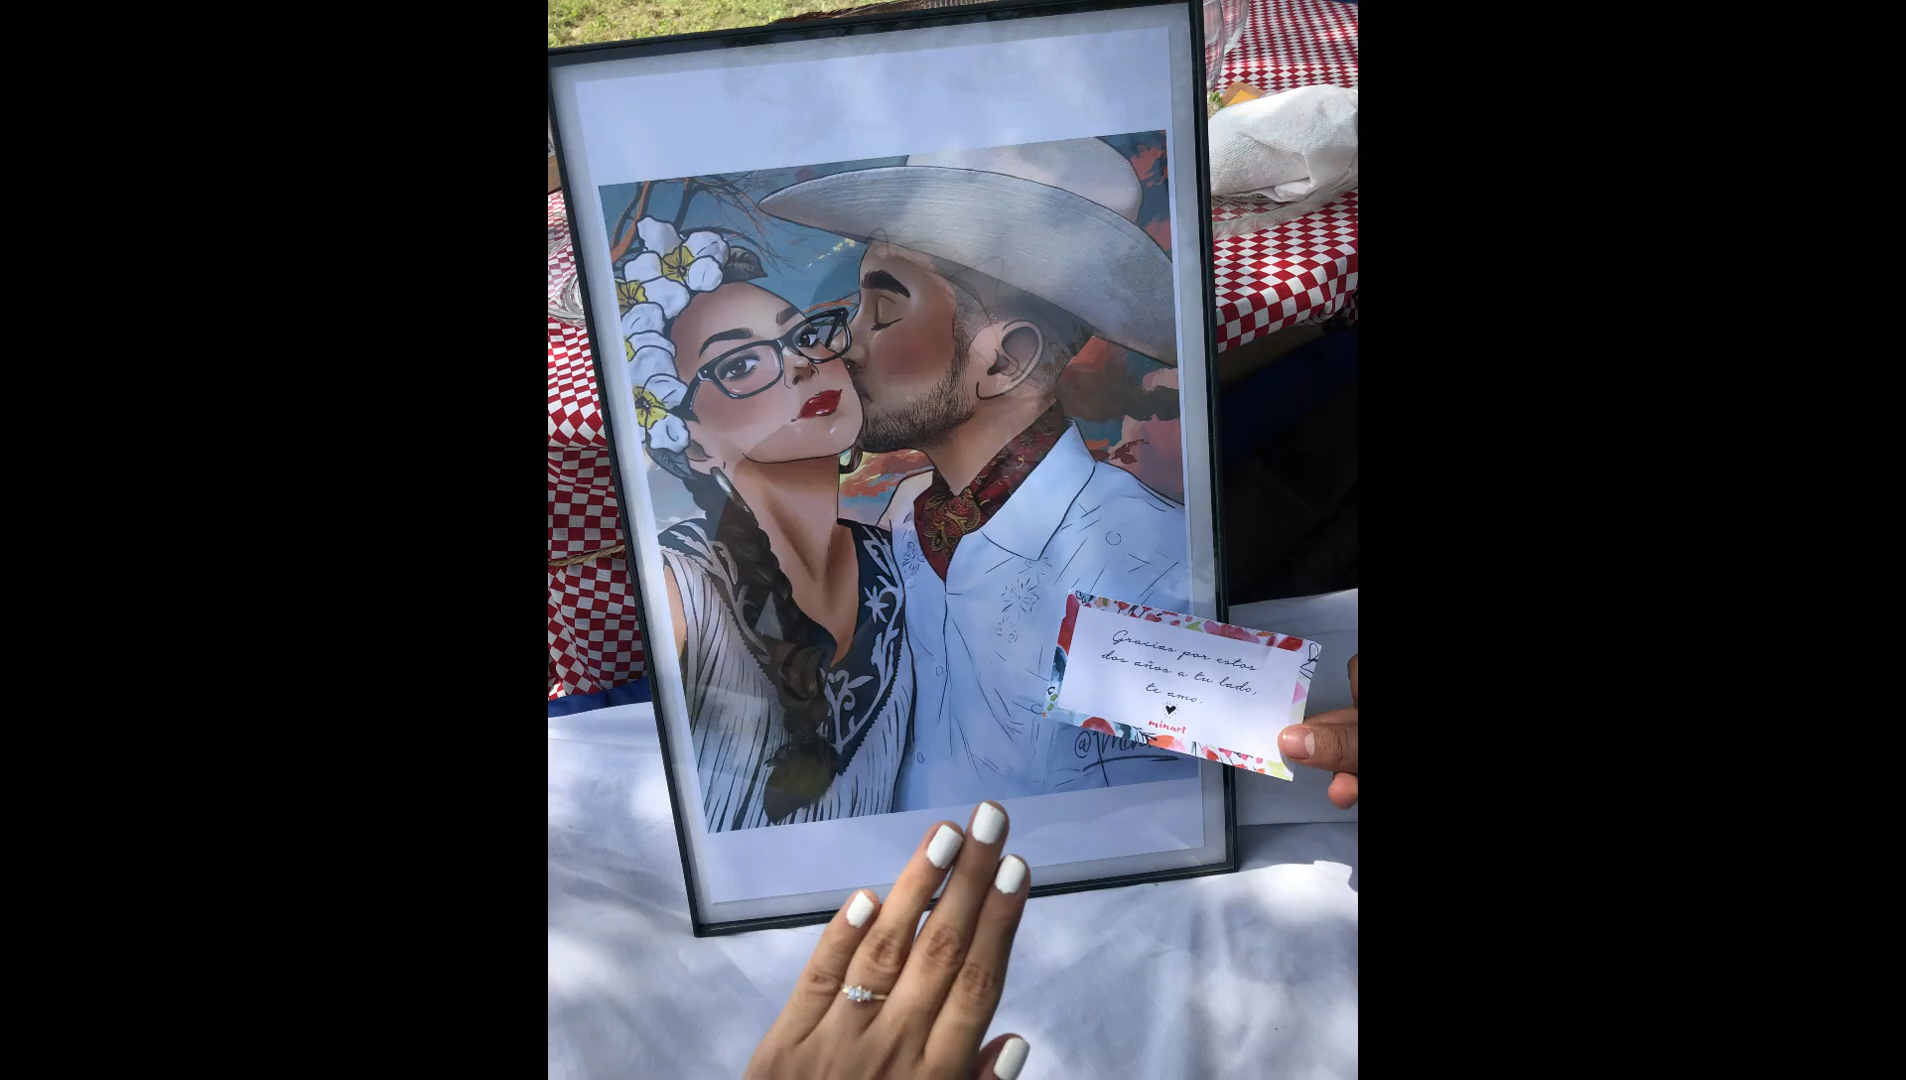 Gracias por estos
dos años a tu lado,
te amo.
minart